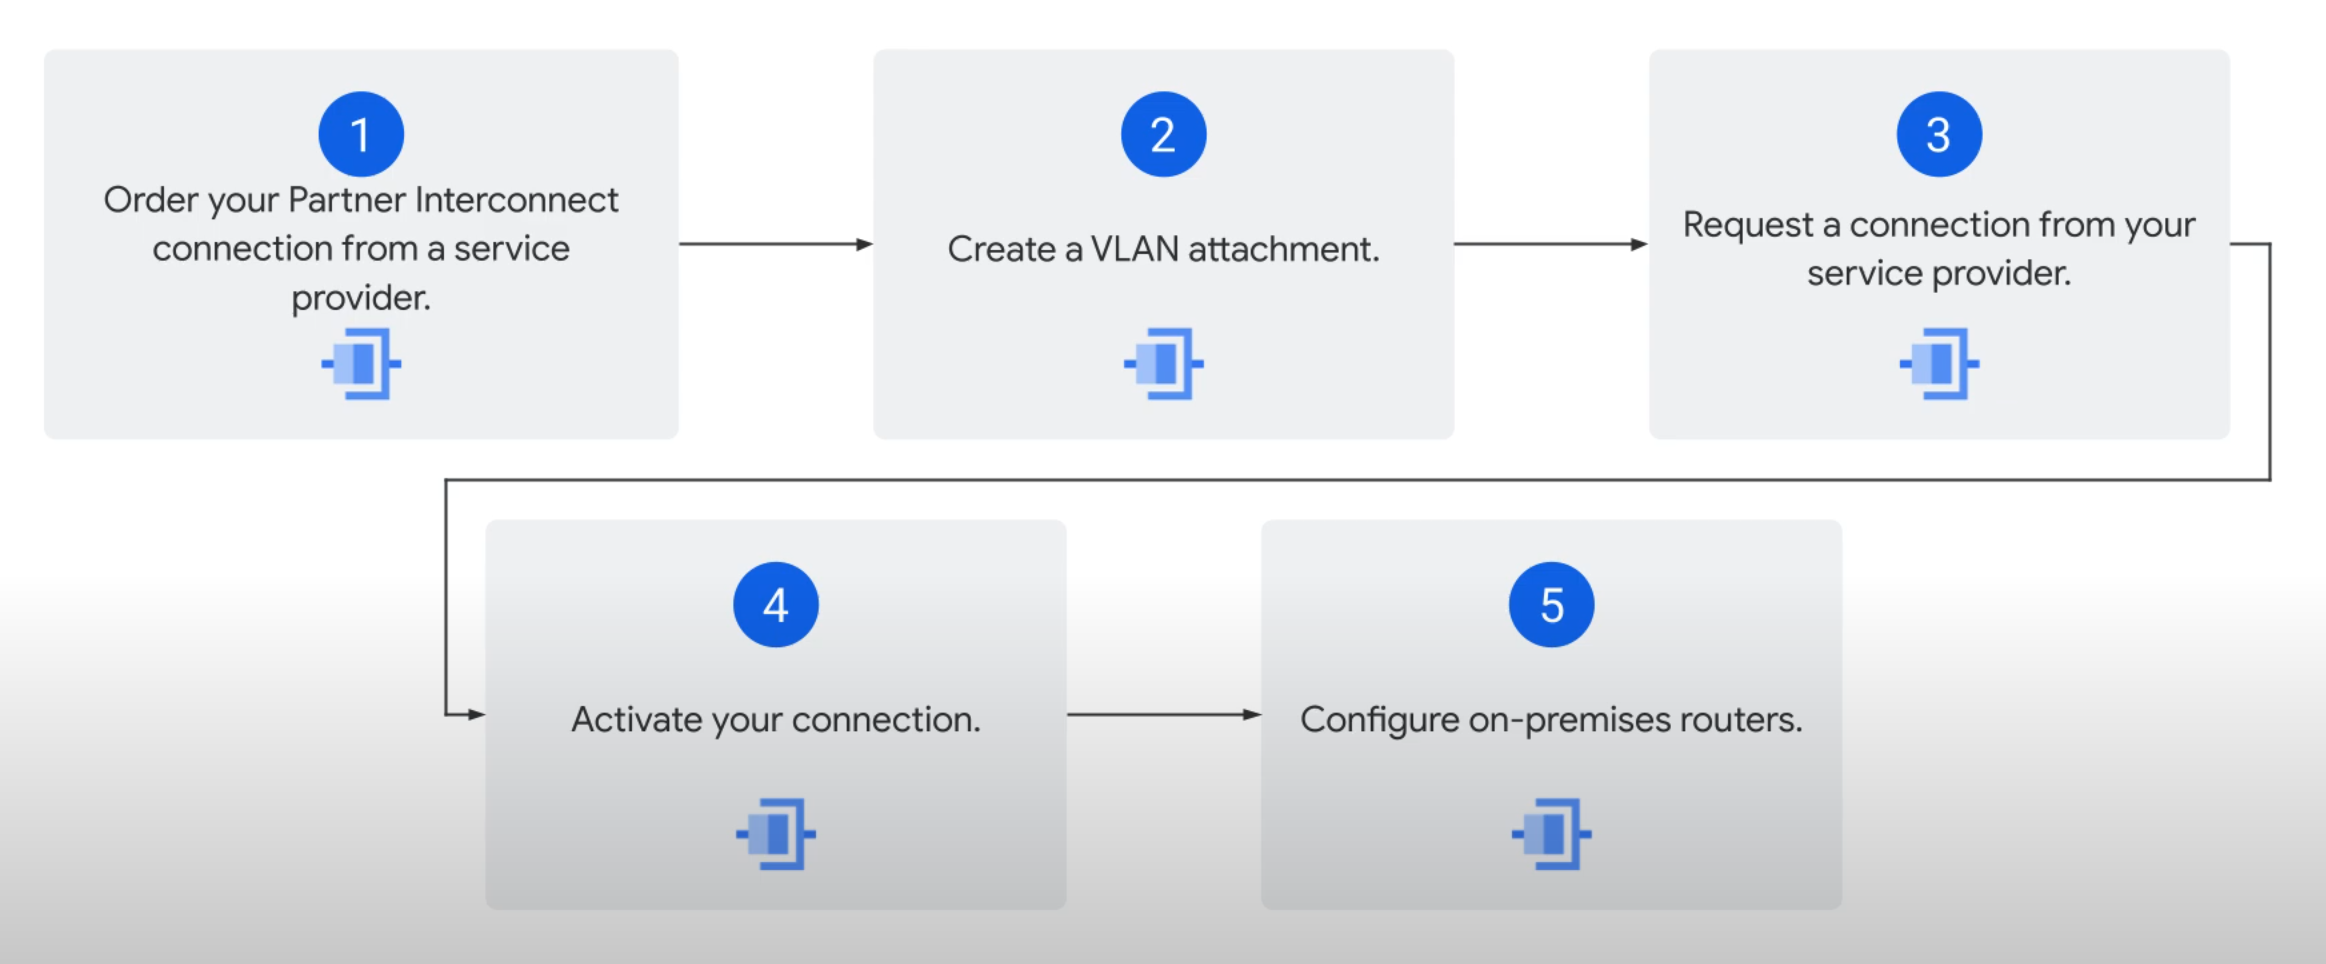 1
Order your Partner Interconnect
connection from a service
provider.
2
Create a VLAN attachment.
3
Request a connection from your
service provider.
4
Activate your connection.
5
Configure on-premises routers.